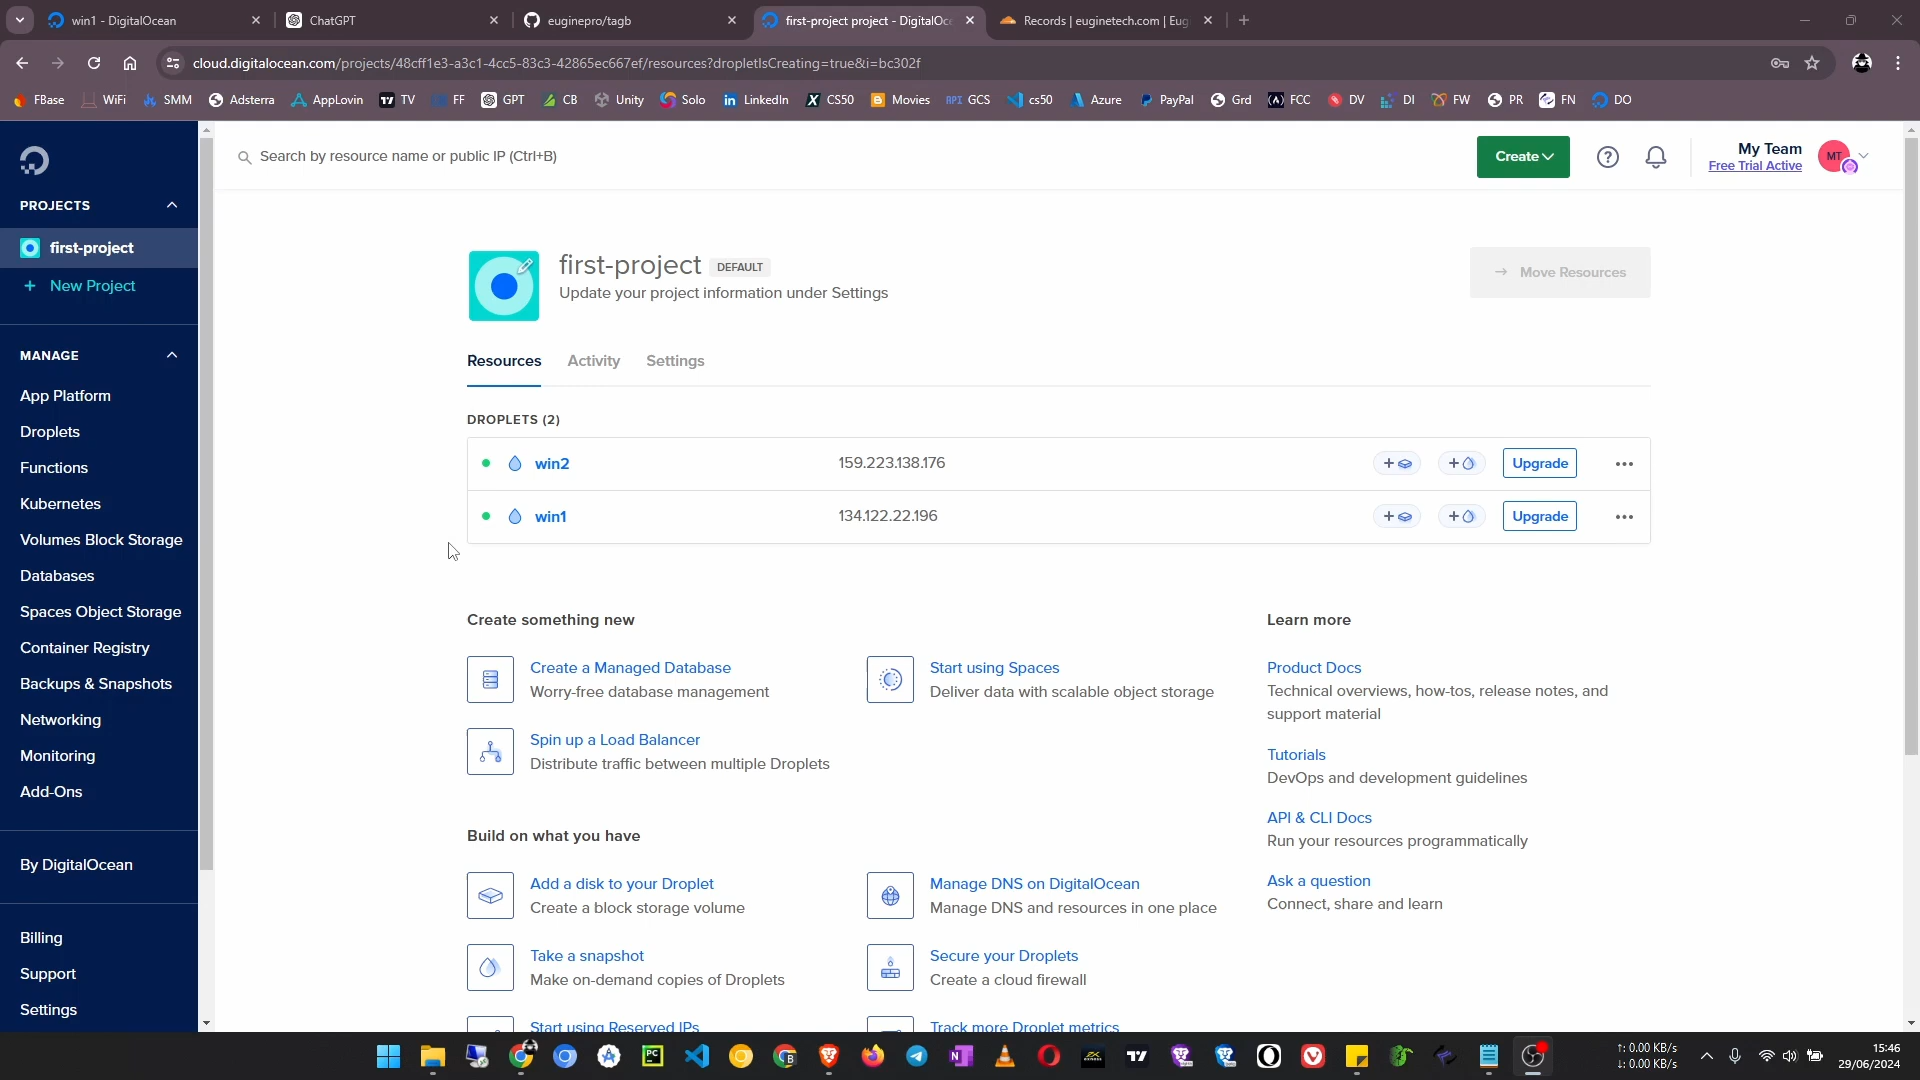 win1 - DigitalOcean
ChatGPT
euginepro/tagb
first-project project - DigitalOc
Records | euginetech.com | Eug
cloud.digitalocean.com/projects/48cff1e3-a3c1-4cc5-83c3-42865ec667ef/resources?dropletIsCreating=true&i=bc302f
FBase
WiFi
SMM
Adsterra
AppLovin
TV
FF
GPT
CB
Unity
Solo
LinkedIn
CS50
Movies
API GCS
cs50
Azure
PayPal
Grd
FCC
DV
DI
FW
PR
FN
DO
Search by resource name or public IP (Ctrl+B)
Create
My Team
Free Trial Active
MT
PROJECTS
first-project
+ New Project
MANAGE
App Platform
Droplets
Functions
Kubernetes
Volumes Block Storage
Databases
Spaces Object Storage
Container Registry
Backups & Snapshots
Networking
Monitoring
Add-Ons
By DigitalOcean
Billing
Support
Settings
first-project DEFAULT
Update your project information under Settings
→ Move Resources
Resources
Activity
Settings
DROPLETS (2)
win2 159.223.138.176 + + Upgrade ...
win1 134.122.22.196 + + Upgrade ...
Create something new
Create a Managed Database
Worry-free database management
Start using Spaces
Deliver data with scalable object storage
Spin up a Load Balancer
Distribute traffic between multiple Droplets
Build on what you have
Add a disk to your Droplet
Create a block storage volume
Manage DNS on DigitalOcean
Manage DNS and resources in one place
Take a snapshot
Make on-demand copies of Droplets
Secure your Droplets
Create a cloud firewall
Start using Reserved IPs
Track more Droplet metrics
Learn more
Product Docs
Technical overviews, how-tos, release notes, and
support material
Tutorials
DevOps and development guidelines
API & CLI Docs
Run your resources programmatically
Ask a question
Connect, share and learn
↑: 0.00 KB/s
↓: 0.00 KB/s
15:46
29/06/2024